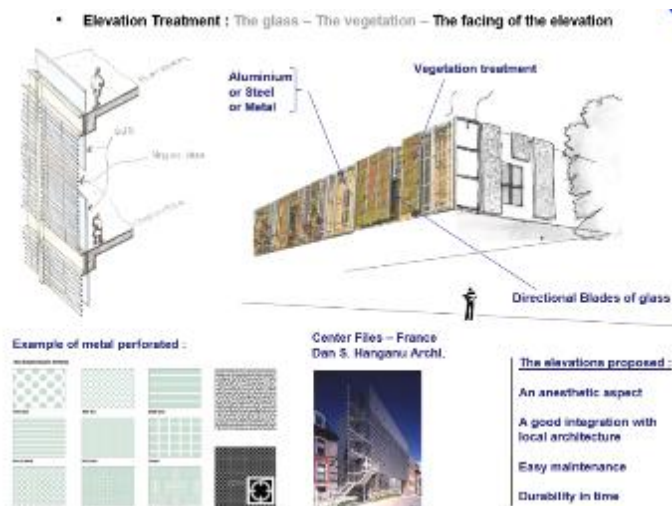 ▪ Elevation Treatment : The glass – The vegetation – The facing of the elevation
Aluminium
or Steel
or Metal
Vegetation treatment
Directional Blades of glass
Example of metal perforated :
Center Files – France
Dan S. Hanganu Archi.
The elevations proposed :
An anesthetic aspect
A good integration with
local architecture
Easy maintenance
Durability in time